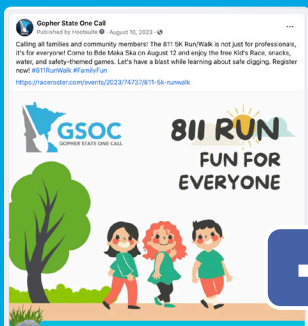 Gopher State One Call
Published by Hootsuite · August 10, 2023 ·
Calling all families and community members! The 811 5K Run/Walk is not just for professionals,
it's for everyone! Come to Bde Maka Ska on August 12 and enjoy the free Kid's Race, snacks,
water, and safety-themed games. Let's have a blast while learning about safe digging. Register
now! #811RunWalk #FamilyFun
https://raceroster.com/events/2023/74737/811-5k-runwalk
GSOC
GOPHER STATE ONE CALL
811 RUN
FUN FOR
EVERYONE